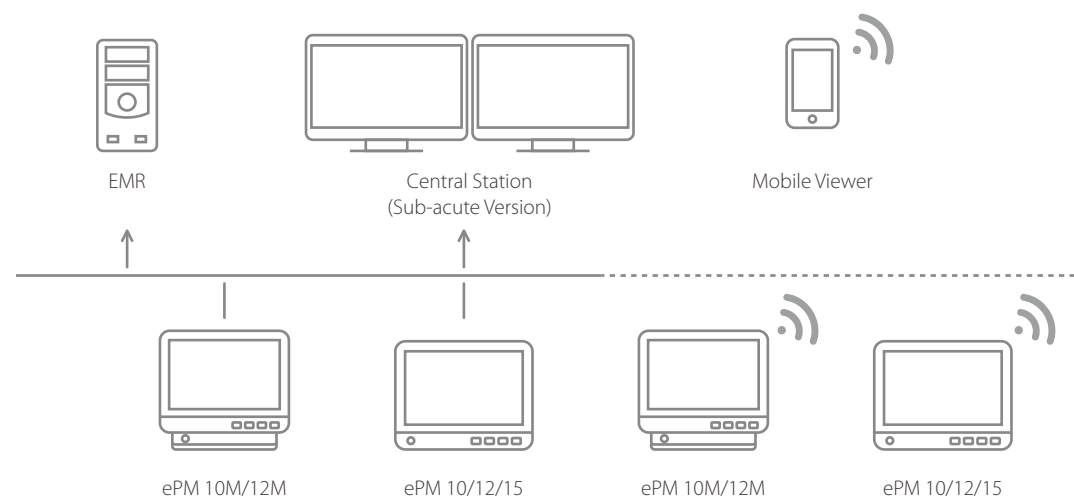 EMR
Central Station
(Sub-acute Version)
Mobile Viewer
ePM 10M/12M
ePM 10/12/15
ePM 10M/12M
ePM 10/12/15